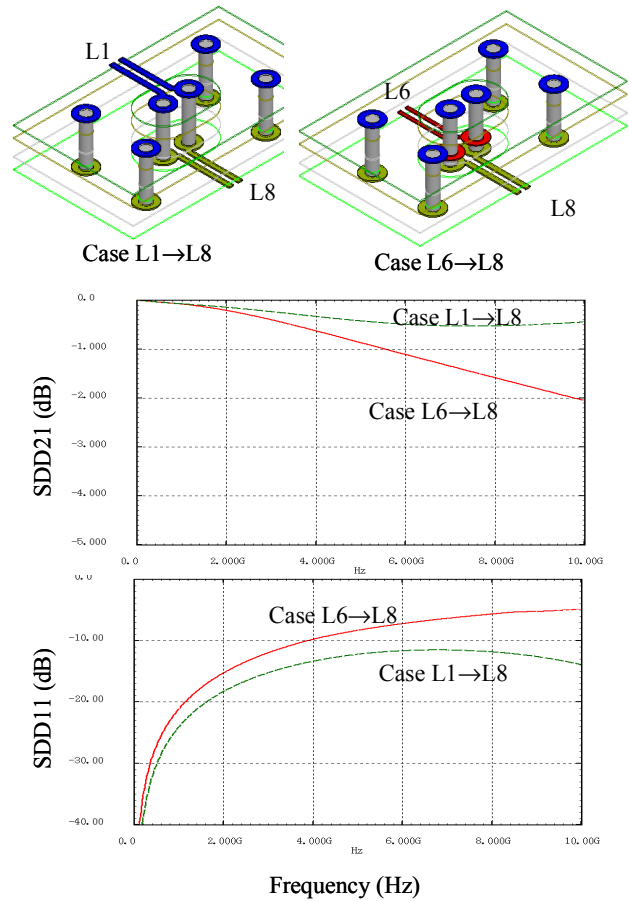 L1
L8
Case L1→L8
L6
L8
Case L6→L8
SDD21 (dB)
0.0
-1.000
-2.000
-3.000
-4.000
-5.000
Case L1→L8
Case L6→L8
0.0
2.000G
4.000G
6.000G
8.000G
10.00G
Hz
SDD11 (dB)
0.0
-10.00
-20.00
-30.00
-40.00
Case L6→L8
Case L1→L8
0.0
2.000G
4.000G
6.000G
8.000G
10.00G
Hz
Frequency (Hz)